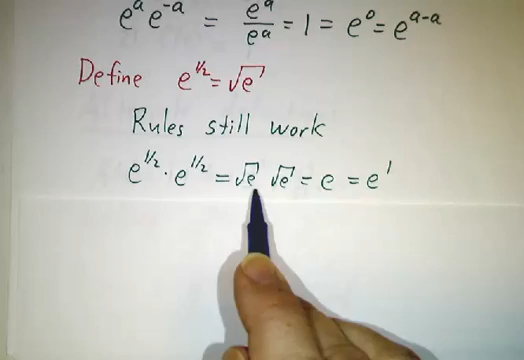 e^a e^{-a} = e^a/e^a = 1 = e^0 = e^{a-a}
Define e^{1/2} = √e
Rules still work
e^{1/2} · e^{1/2} = √e √e = e = e^1